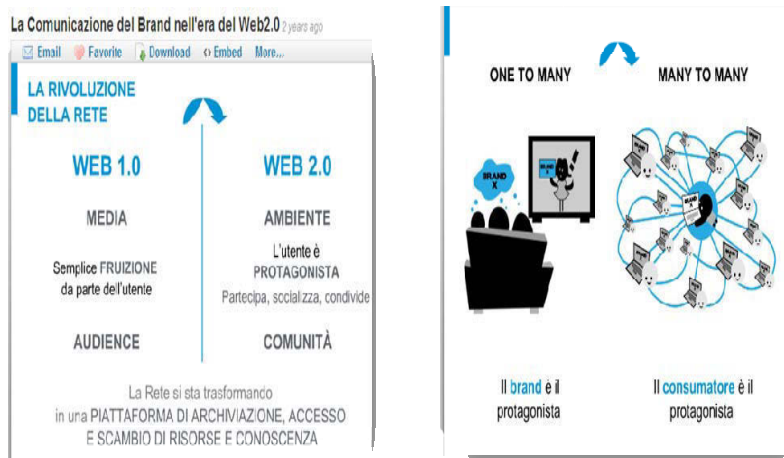 La Comunicazione del Brand nell'era del Web2.0 2 years ago
Email Favorite Download Embed More...
LA RIVOLUZIONE
DELLA RETE
WEB 1.0
WEB 2.0
MEDIA
AMBIENTE
Semplice FRUIZIONE
da parte dell'utente
L'utente è
PROTAGONISTA
Partecipa, socializza, condivide
AUDIENCE
COMUNITÀ
La Rete si sta trasformando
in una PIATTAFORMA DI ARCHIVIAZIONE, ACCESSO
E SCAMBIO DI RISORSE E CONOSCENZA
ONE TO MANY
MANY TO MANY
BRAND
X
BRAND
X
BRAND
X
Il brand è il
protagonista
Il consumatore è il
protagonista